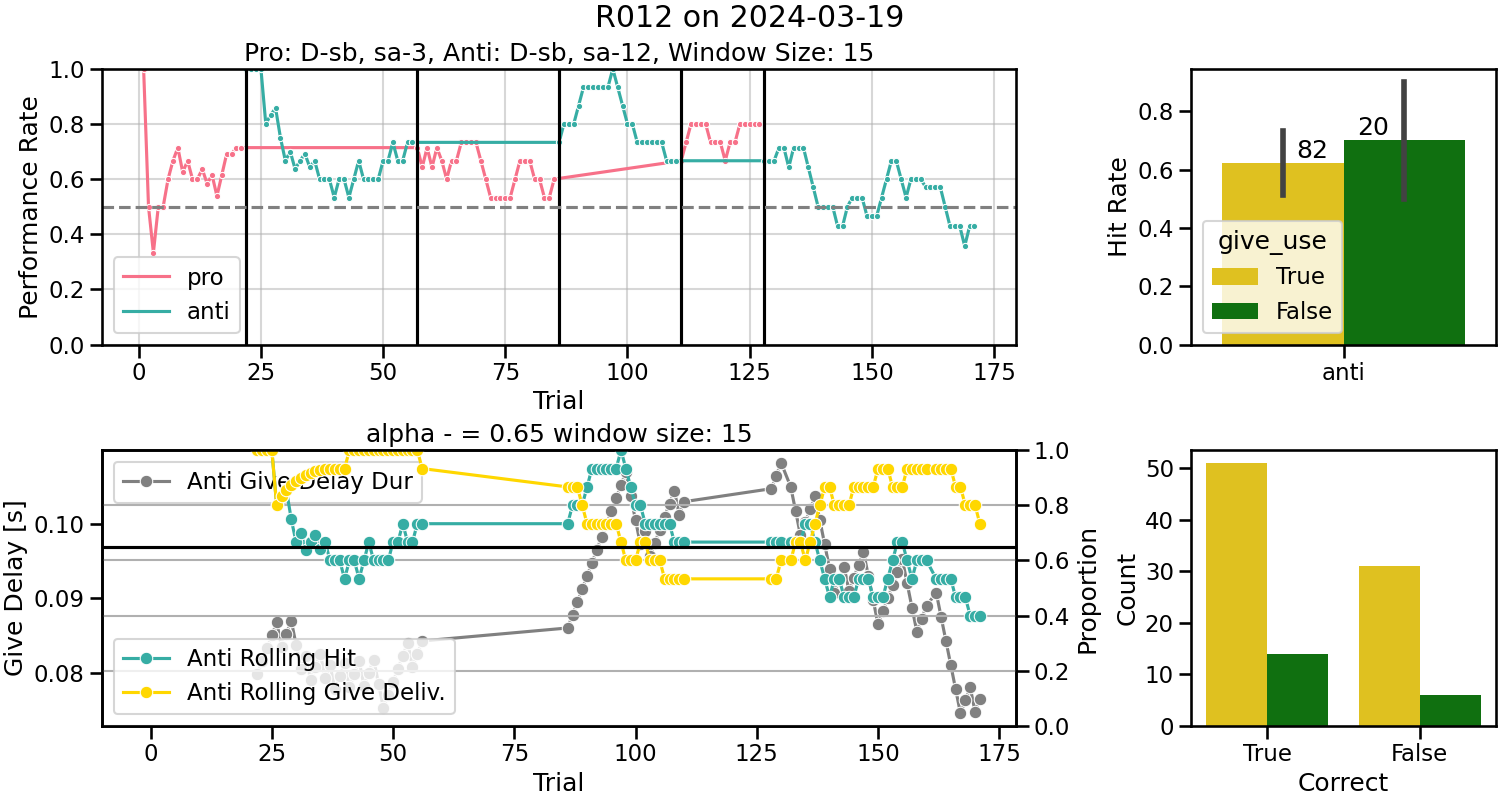 R012 on 2024-03-19
Pro: D-sb, sa-3, Anti: D-sb, sa-12, Window Size: 15
Performance Rate
1.0
0.8
0.6
0.4
0.2
0.0
pro
anti
0 25 50 75 100 125 150 175
Trial
Hit Rate
0.8
0.6
0.4
0.2
0.0
82
20
give_use
True
False
anti
alpha - = 0.65 window size: 15
Give Delay [s]
0.10
0.09
0.08
Anti Give Delay Dur
Anti Rolling Hit
Anti Rolling Give Deliv.
1.0
0.8
0.6
0.4
0.2
0.0
Proportion
0 25 50 75 100 125 150 175
Trial
Count
50
40
30
20
10
0
True False
Correct